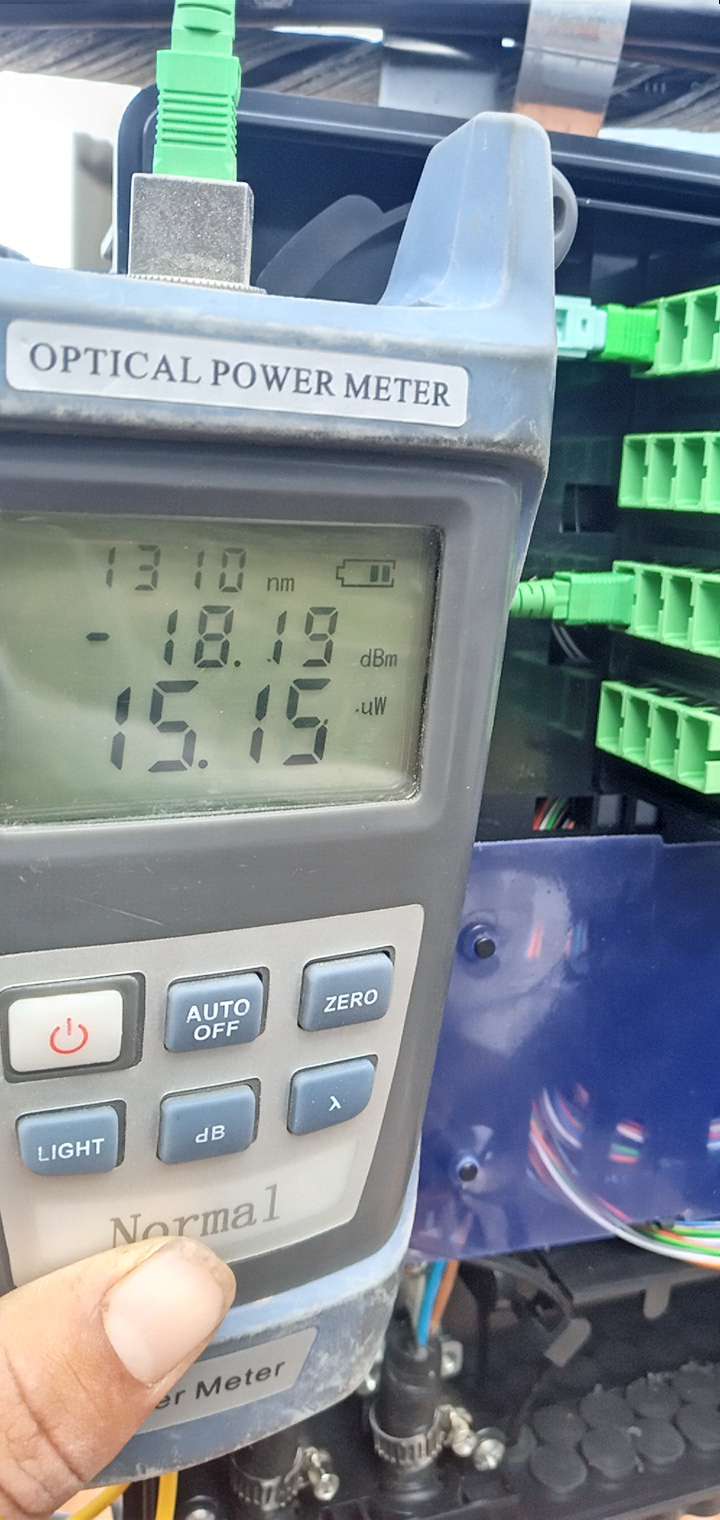 OPTICAL POWER METER
1310 nm
-18.19 dBm
15.15 uW
AUTO OFF
ZERO
LIGHT
dB
λ
Normal
er Meter